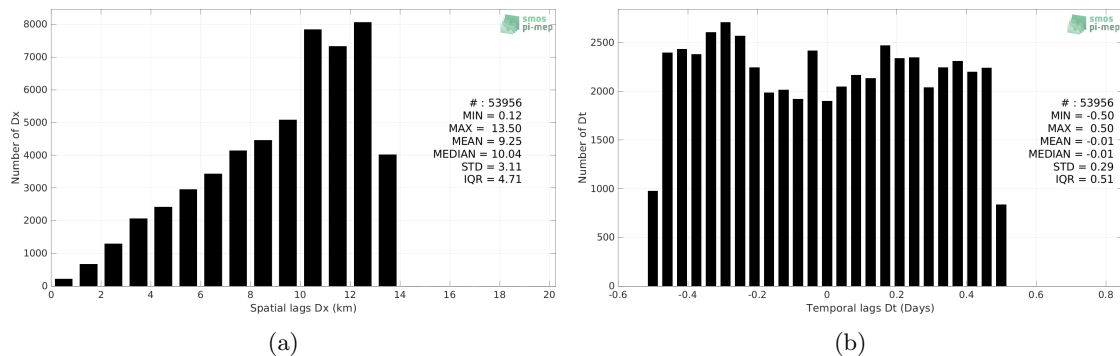 smos
pi-mep
8000
7000
6000
5000
4000
3000
2000
1000
0
Number of Dx
# : 53956
MIN = 0.12
MAX = 13.50
MEAN = 9.25
MEDIAN = 10.04
STD = 3.11
IQR = 4.71
0 2 4 6 8 10 12 14 16 18 20
Spatial lags Dx (km)
(a)
smos
pi-mep
2500
2000
1500
1000
500
0
Number of Dt
# : 53956
MIN = -0.50
MAX = 0.50
MEAN = -0.01
MEDIAN = -0.01
STD = 0.29
IQR = 0.51
-0.6 -0.4 -0.2 0 0.2 0.4 0.6 0.8
Temporal lags Dt (Days)
(b)